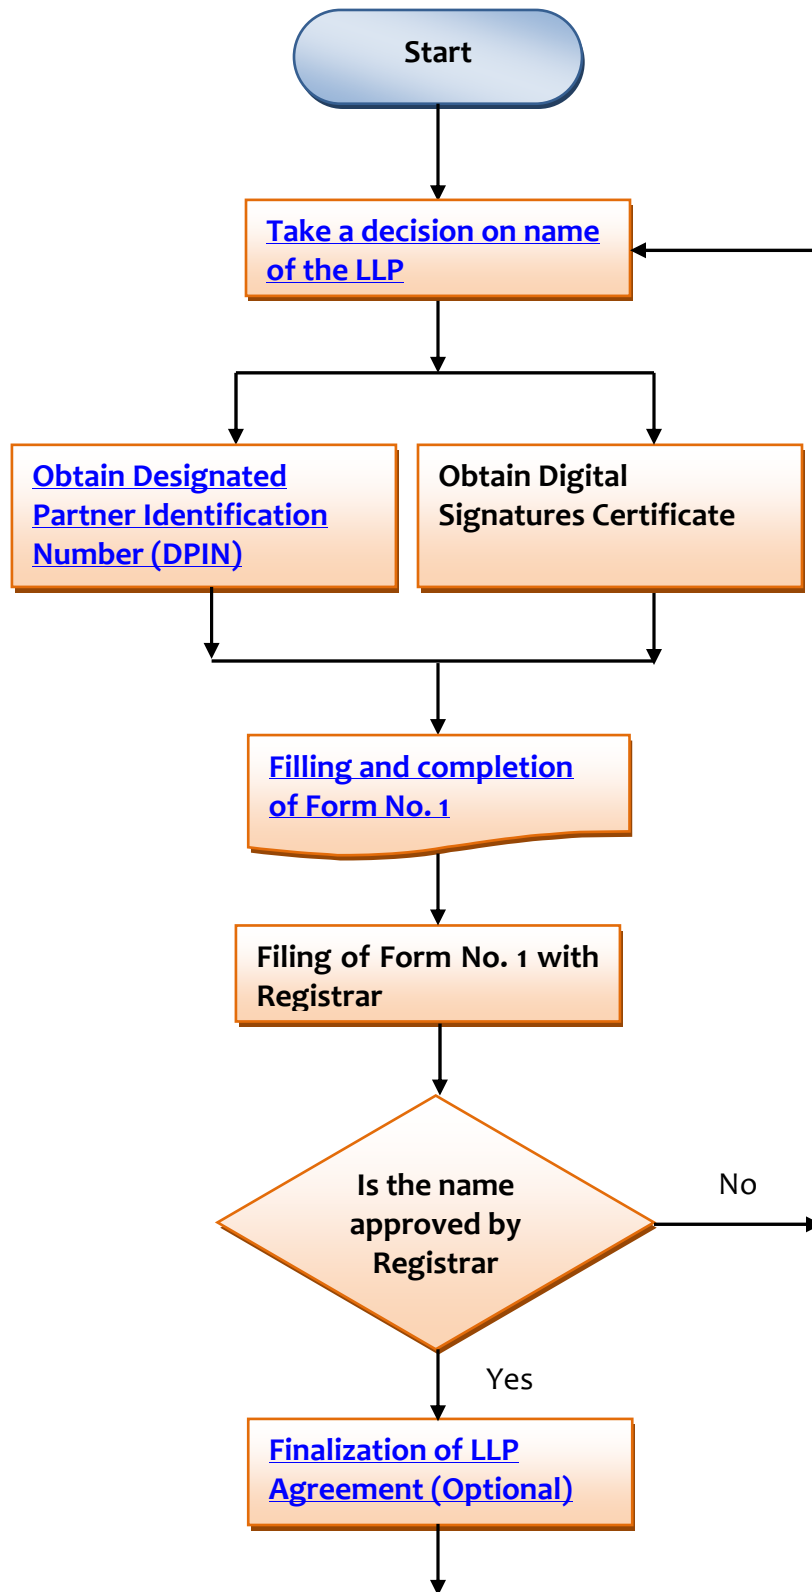 Start
Take a decision on name
of the LLP
Obtain Designated
Partner Identification
Number (DPIN)
Obtain Digital
Signatures Certificate
Filling and completion
of Form No. 1
Filing of Form No. 1 with
Registrar
Is the name
approved by
Registrar
No
Yes
Finalization of LLP
Agreement (Optional)